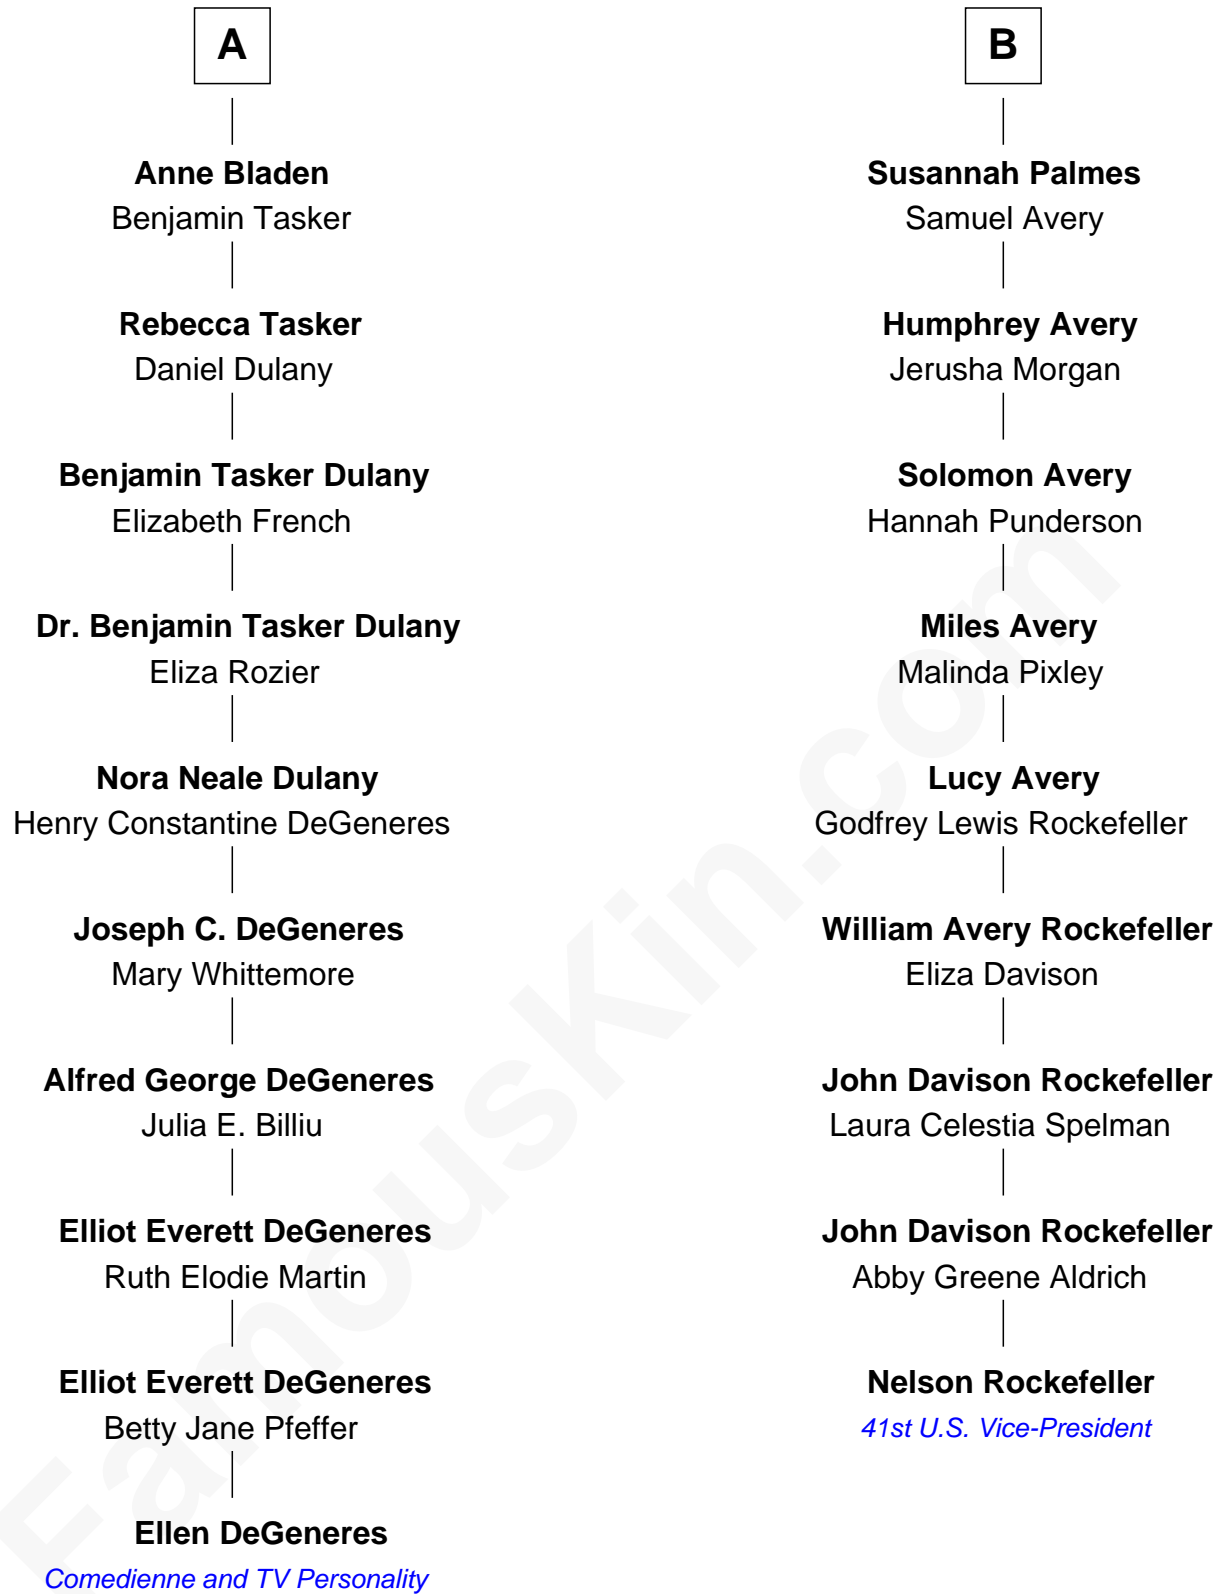 A
Anne Bladen
Benjamin Tasker
Rebecca Tasker
Daniel Dulany
Benjamin Tasker Dulany
Elizabeth French
Dr. Benjamin Tasker Dulany
Eliza Rozier
Nora Neale Dulany
Henry Constantine DeGeneres
Joseph C. DeGeneres
Mary Whittemore
Alfred George DeGeneres
Julia E. Billiu
Elliot Everett DeGeneres
Ruth Elodie Martin
Elliot Everett DeGeneres
Betty Jane Pfeffer
Ellen DeGeneres
Comedienne and TV Personality
B
Susannah Palmes
Samuel Avery
Humphrey Avery
Jerusha Morgan
Solomon Avery
Hannah Punderson
Miles Avery
Malinda Pixley
Lucy Avery
Godfrey Lewis Rockefeller
William Avery Rockefeller
Eliza Davison
John Davison Rockefeller
Laura Celestia Spelman
John Davison Rockefeller
Abby Greene Aldrich
Nelson Rockefeller
41st U.S. Vice-President
FamousKin.com